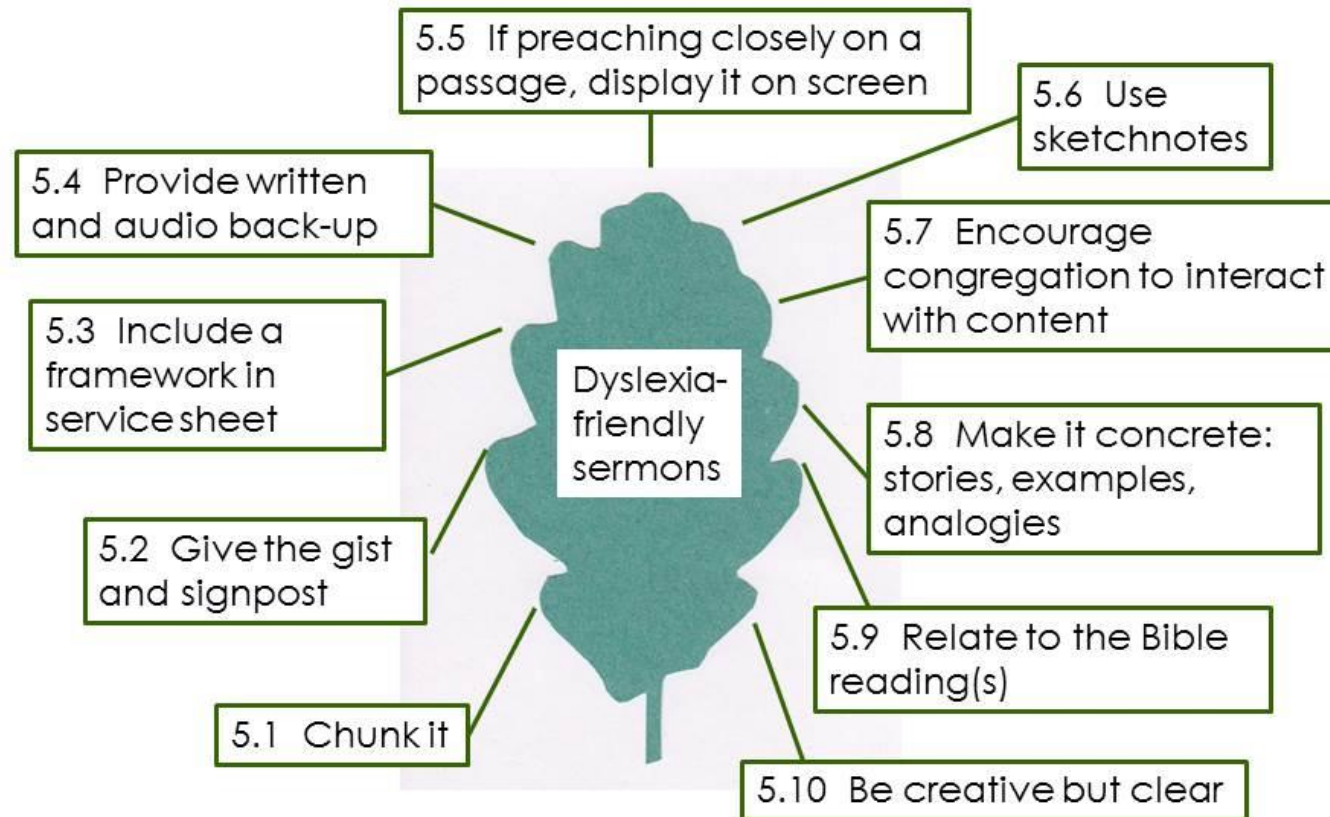 5.5 If preaching closely on a
passage, display it on screen
5.6 Use
sketchnotes
5.4 Provide written
and audio back-up
5.7 Encourage
congregation to interact
with content
5.3 Include a
framework in
service sheet
Dyslexia-
friendly
sermons
5.8 Make it concrete:
stories, examples,
analogies
5.2 Give the gist
and signpost
5.9 Relate to the Bible
reading(s)
5.1 Chunk it
5.10 Be creative but clear